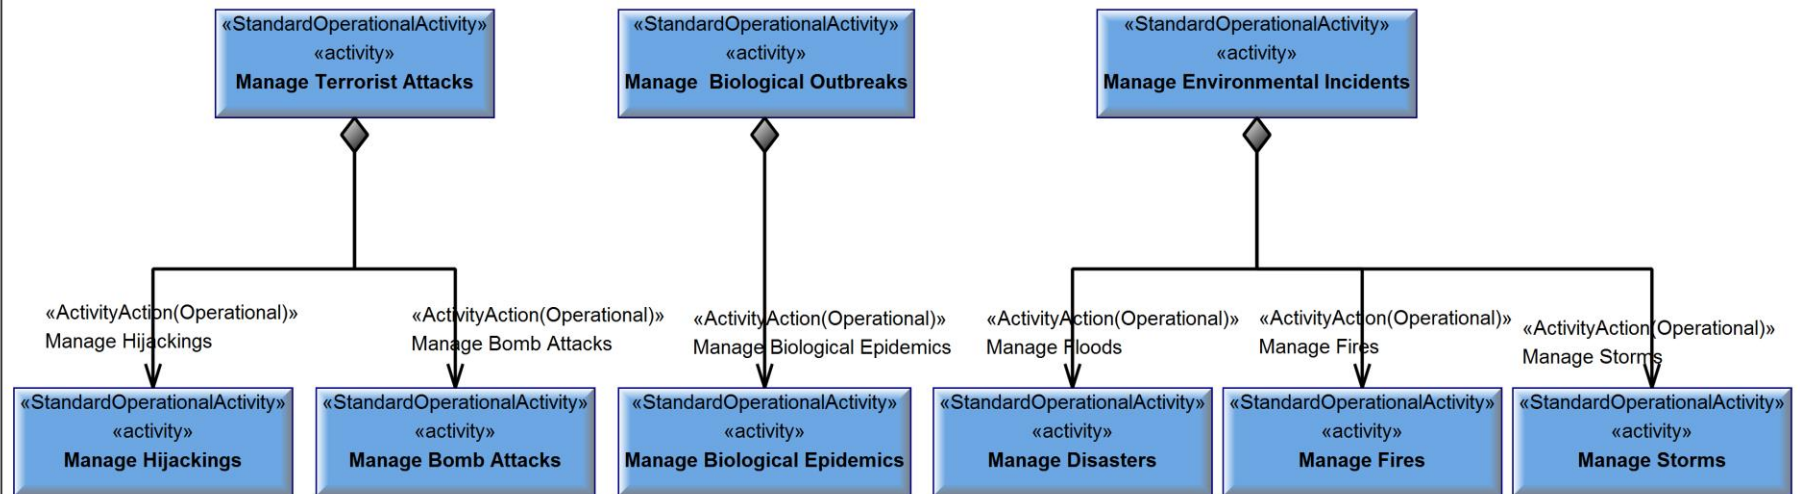 «StandardOperationalActivity»
«activity»
Manage Terrorist Attacks
«StandardOperationalActivity»
«activity»
Manage  Biological Outbreaks
«StandardOperationalActivity»
«activity»
Manage Environmental Incidents
«ActivityAction(Operational)»
Manage Hijackings
«ActivityAction(Operational)»
Manage Bomb Attacks
«ActivityAction(Operational)»
Manage Biological Epidemics
«ActivityAction(Operational)»
Manage Floods
«ActivityAction(Operational)»
Manage Fires
«ActivityAction(Operational)»
Manage Storms
«StandardOperationalActivity»
«activity»
Manage Hijackings
«StandardOperationalActivity»
«activity»
Manage Bomb Attacks
«StandardOperationalActivity»
«activity»
Manage Biological Epidemics
«StandardOperationalActivity»
«activity»
Manage Disasters
«StandardOperationalActivity»
«activity»
Manage Fires
«StandardOperationalActivity»
«activity»
Manage Storms